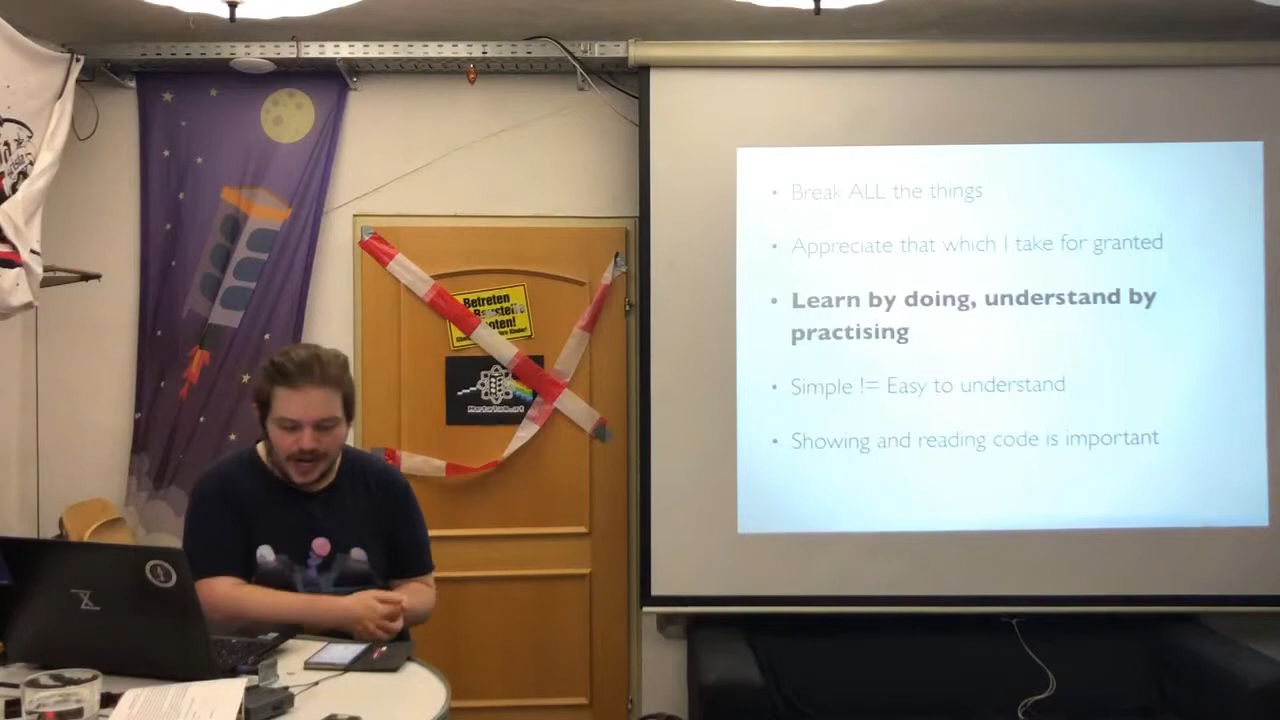 Betreten
Baustelle
• Break ALL the things
• Appreciate that which I take for granted
• Learn by doing, understand by
practising
• Simple != Easy to understand
• Showing and reading code is important